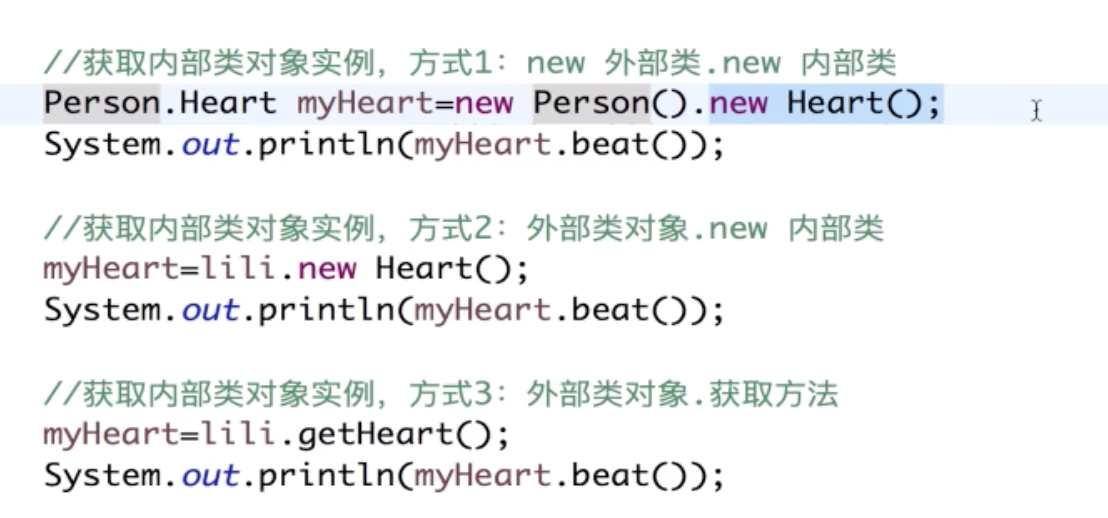 //获取内部类对象实例，方式1：new 外部类.new 内部类
Person.Heart myHeart=new Person().new Heart();
System.out.println(myHeart.beat());
//获取内部类对象实例，方式2：外部类对象.new 内部类
myHeart=lili.new Heart();
System.out.println(myHeart.beat());
//获取内部类对象实例，方式3：外部类对象.获取方法
myHeart=lili.getHeart();
System.out.println(myHeart.beat());